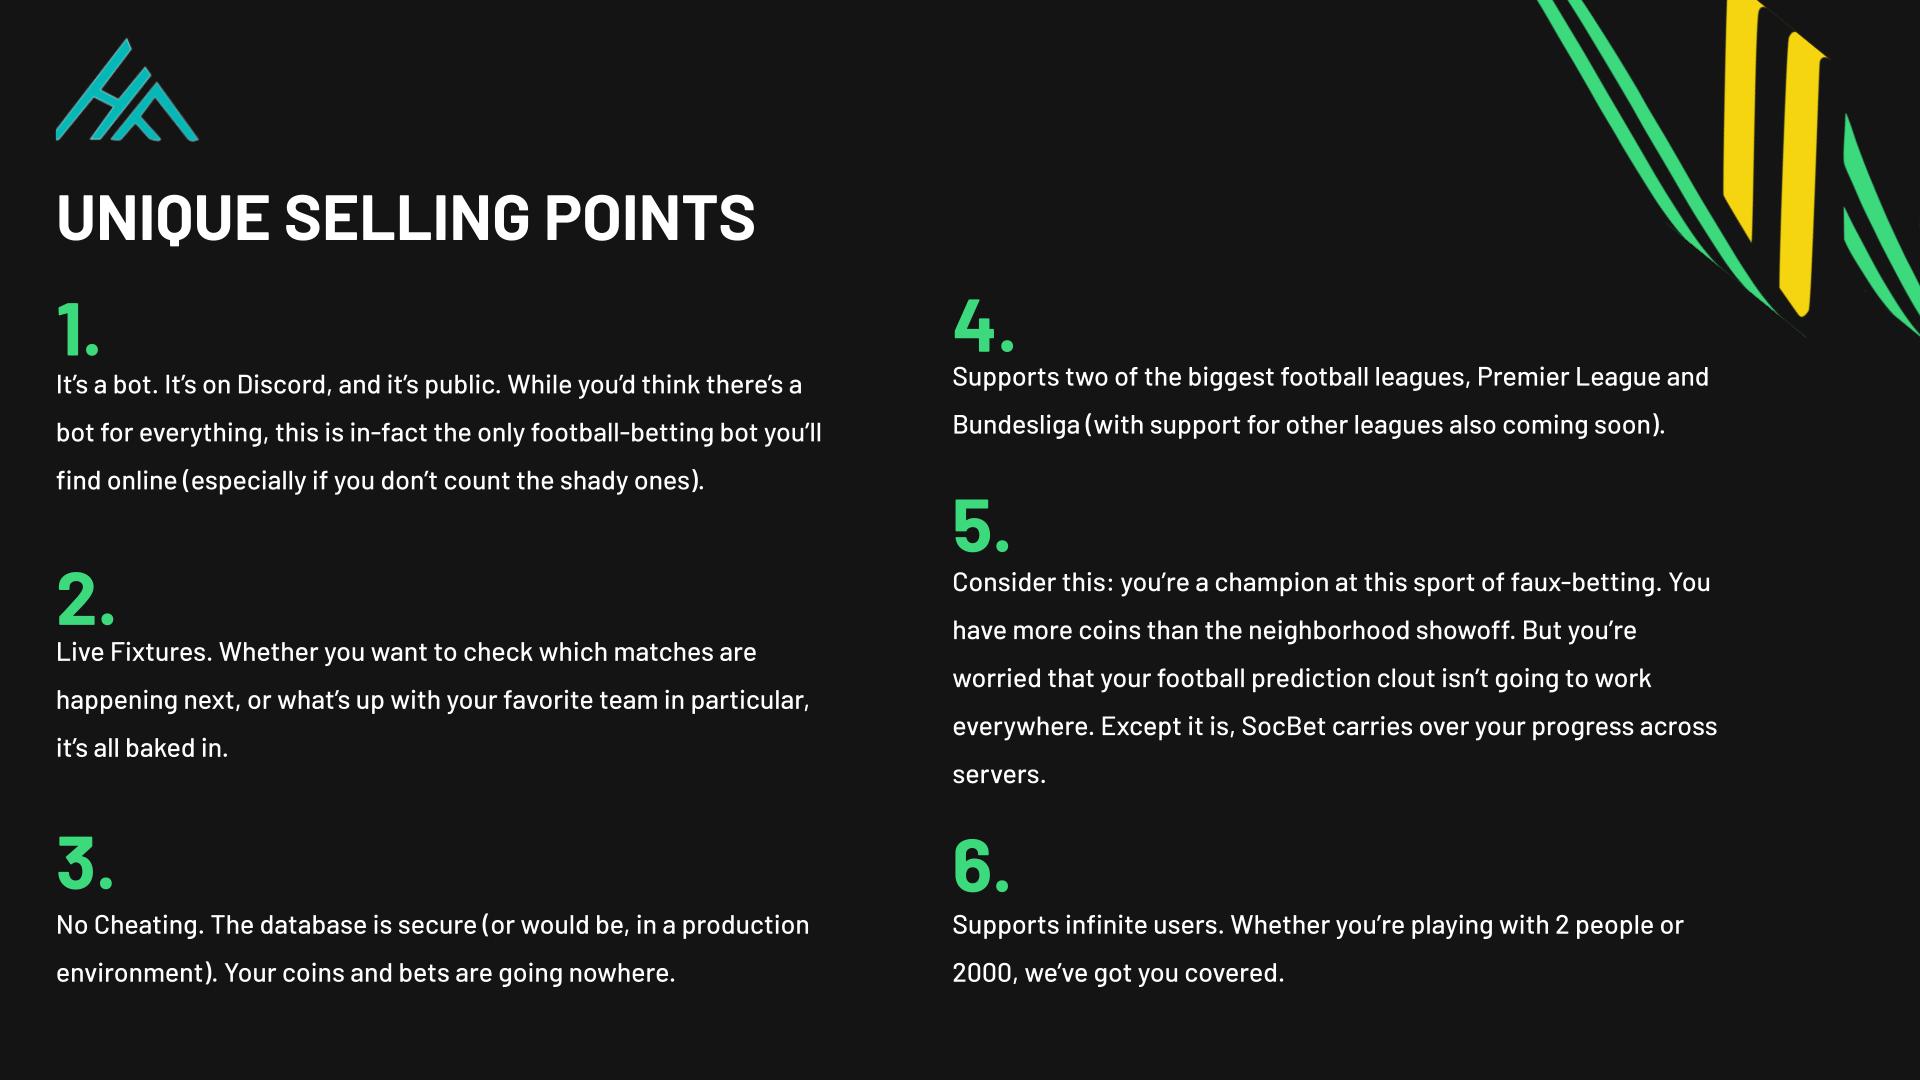 UNIQUE SELLING POINTS
1.
It’s a bot. It’s on Discord, and it’s public. While you’d think there’s a
bot for everything, this is in-fact the only football-betting bot you’ll
find online (especially if you don’t count the shady ones).
2.
Live Fixtures. Whether you want to check which matches are
happening next, or what’s up with your favorite team in particular,
it’s all baked in.
3.
No Cheating. The database is secure (or would be, in a production
environment). Your coins and bets are going nowhere.
4.
Supports two of the biggest football leagues, Premier League and
Bundesliga (with support for other leagues also coming soon).
5.
Consider this: you’re a champion at this sport of faux-betting. You
have more coins than the neighborhood showoff. But you’re
worried that your football prediction clout isn’t going to work
everywhere. Except it is, SocBet carries over your progress across
servers.
6.
Supports infinite users. Whether you’re playing with 2 people or
2000, we’ve got you covered.